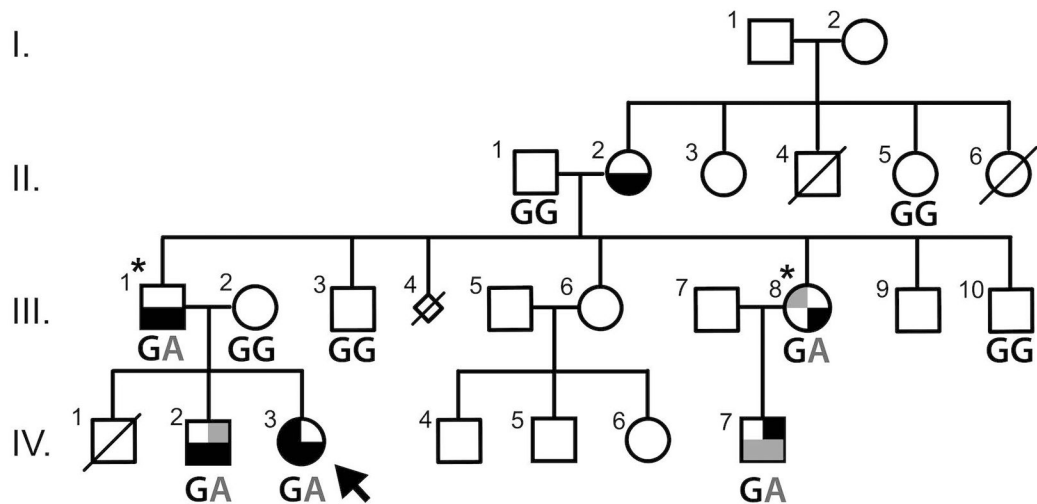 I. 1 2
II. 1 2 3 4 5 6
GG GG
III. 1* 2 3 4 5 6 7 8* 9 10
GA GG GG GA GG
IV. 1 2 3 4 5 6 7
GA GA GA